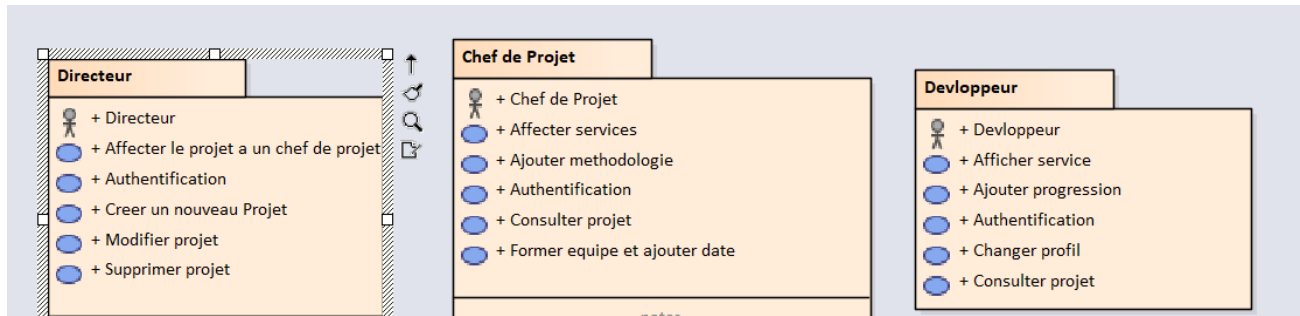 Directeur
+ Directeur
+ Affecter le projet a un chef de projet
+ Authentification
+ Creer un nouveau Projet
+ Modifier projet
+ Supprimer projet
Chef de Projet
+ Chef de Projet
+ Affecter services
+ Ajouter methodologie
+ Authentification
+ Consulter projet
+ Former equipe et ajouter date
Devloppeur
+ Devloppeur
+ Afficher service
+ Ajouter progression
+ Authentification
+ Changer profil
+ Consulter projet